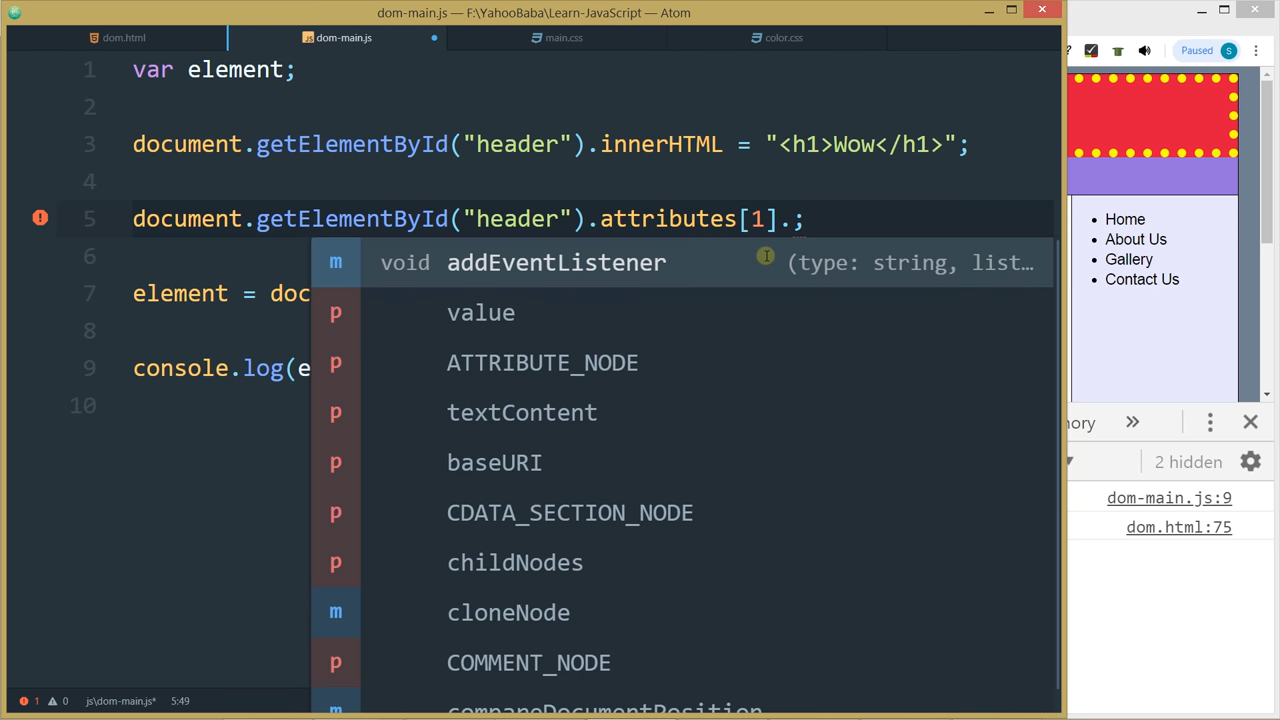 dom-main.js — F:\YahooBaba\Learn-JavaScript — Atom
dom.html
dom-main.js
main.css
color.css
Paused S
1 var element;
2
3 document.getElementById("header").innerHTML = "<h1>Wow</h1>";
4
5 document.getElementById("header").attributes[1].;
6
7 element = doc
8
9 console.log(e
10
m void addEventListener (type: string, list…
p value
p ATTRIBUTE_NODE
p textContent
p baseURI
p CDATA_SECTION_NODE
p childNodes
m cloneNode
p COMMENT_NODE
m compareDocumentPosition
Home
About Us
Gallery
Contact Us
ory »
2 hidden
dom-main.js:9
dom.html:75
1 0 js\dom-main.js* 5:49